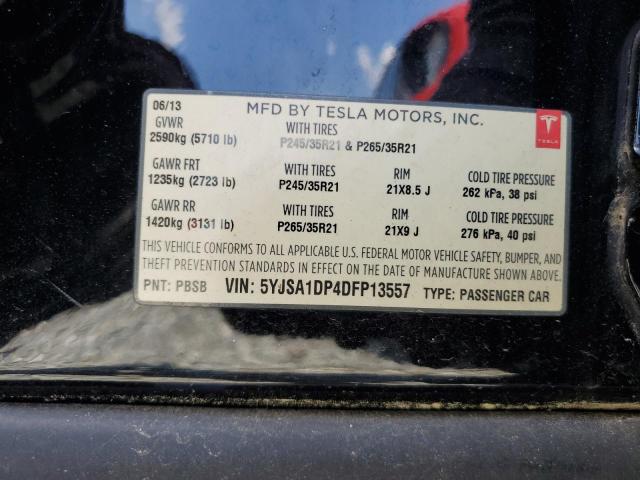 06/13
MFD BY TESLA MOTORS, INC.
GVWR
2590kg (5710 lb)
WITH TIRES
P245/35R21 & P265/35R21
TESLA
GAWR FRT
1235kg (2723 lb)
WITH TIRES
P245/35R21
RIM
21X8.5 J
COLD TIRE PRESSURE
262 kPa, 38 psi
GAWR RR
1420kg (3131 lb)
WITH TIRES
P265/35R21
RIM
21X9 J
COLD TIRE PRESSURE
276 kPa, 40 psi
THIS VEHICLE CONFORMS TO ALL APPLICABLE U.S. FEDERAL MOTOR VEHICLE SAFETY, BUMPER, AND
THEFT PREVENTION STANDARDS IN EFFECT ON THE DATE OF MANUFACTURE SHOWN ABOVE.
PNT: PBSB VIN: 5YJSA1DP4DFP13557 TYPE: PASSENGER CAR